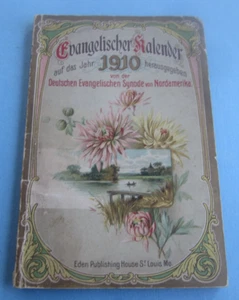 Evangelischer Kalender
auf das Jahr 1910 herausgegeben
von der
Deutschen Evangelischen Synode von Nordamerika
Eden Publishing House St Louis, Mo